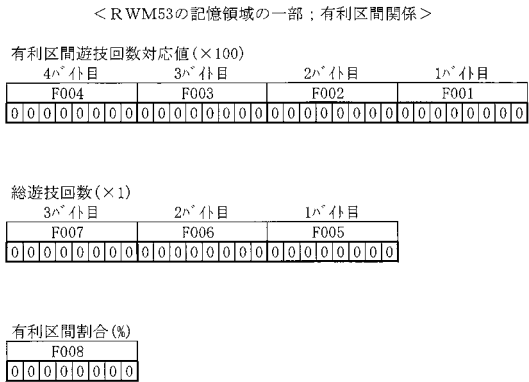 ＜ＲＷＭ53の記憶領域の一部；有利区間関係＞
有利区間遊技回数対応値(×100)
4ﾊﾞｲﾄ目 3ﾊﾞｲﾄ目 2ﾊﾞｲﾄ目 1ﾊﾞｲﾄ目
F004 F003 F002 F001
0 0 0 0 0 0 0 0 0 0 0 0 0 0 0 0 0 0 0 0 0 0 0 0 0 0 0 0 0 0 0 0
総遊技回数(×1)
3ﾊﾞｲﾄ目 2ﾊﾞｲﾄ目 1ﾊﾞｲﾄ目
F007 F006 F005
0 0 0 0 0 0 0 0 0 0 0 0 0 0 0 0 0 0 0 0 0 0 0 0
有利区間割合(%)
F008
0 0 0 0 0 0 0 0